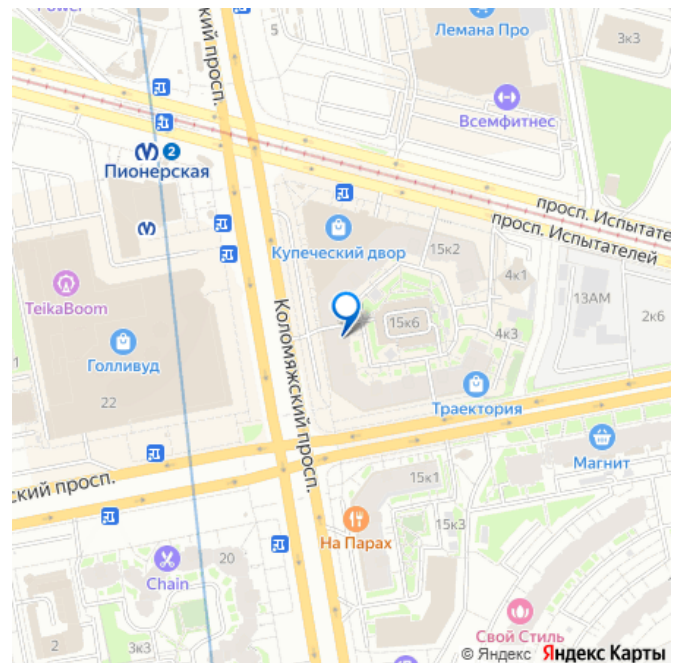 Power
Лемана Про
5
3к3
ский просп.
Всемфитнес
2
Пионерская
просп. Испытате
просп. Испытателей
Купеческий двор
15к2
4к1
TeikaBoom
13АМ
2к6
15к6
4к3
Голливуд
Коломяжский просп.
22
Траектория
Магнит
ский просп.
15к1
На Парах
15к3
20
Chain
Свой Стиль
2
3к3
© Яндекс Яндекс Карты